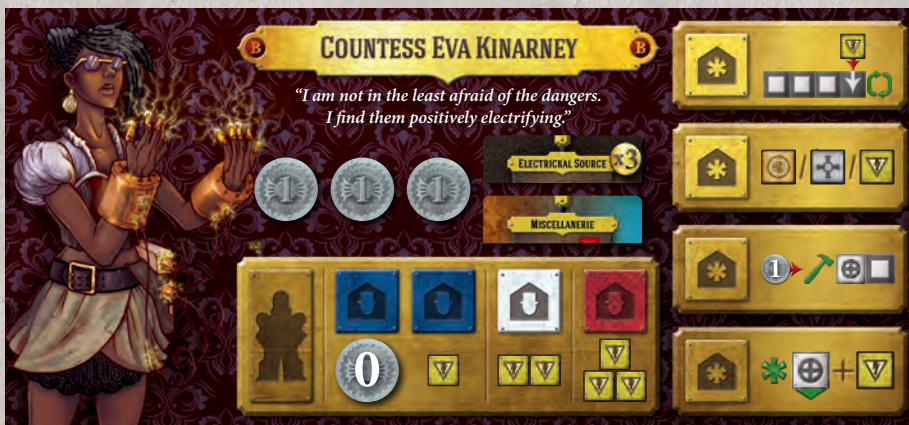 B
COUNTESS EVA KINARNEY
B
“I am not in the least afraid of the dangers.
I find them positively electrifying.”
1 1 1
ELECTRICKAL SOURCE x3
MISCELLANERIE
0
1